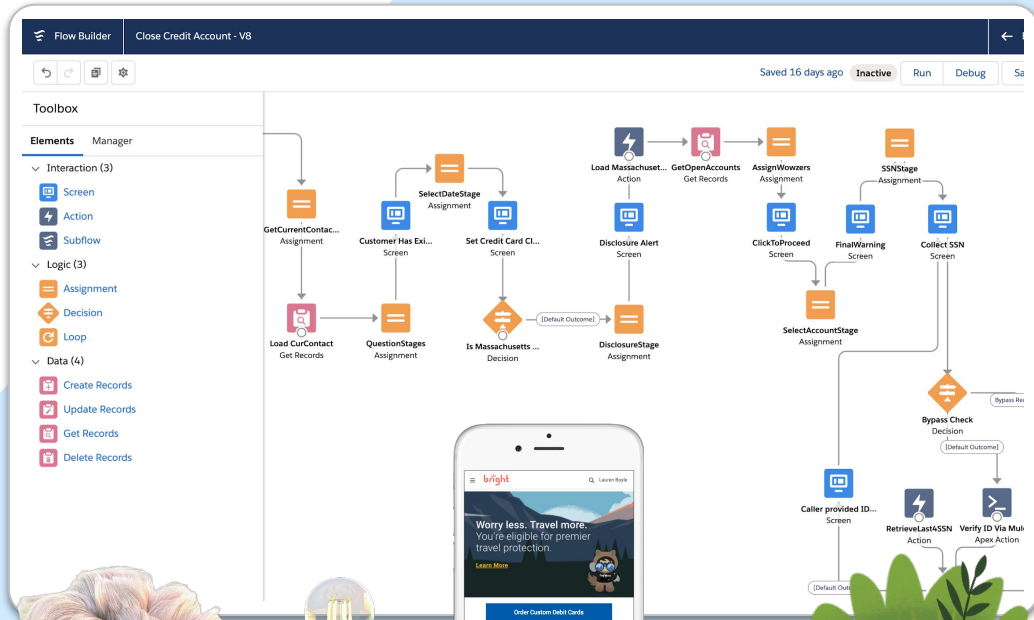 Flow Builder
Close Credit Account - V8
Saved 16 days ago
Inactive
Run
Debug
Toolbox
Elements
Manager
Interaction (3)
Screen
Action
Subflow
Logic (3)
Assignment
Decision
Loop
Data (4)
Create Records
Update Records
Get Records
Delete Records
GetCurrentContac...
Assignment
Load CurContact
Get Records
Customer Has Exi...
Screen
QuestionStages
Assignment
SelectDateStage
Assignment
Set Credit Card Cl...
Screen
Is Massachusetts ...
Decision
[Default Outcome]
Load Massachuset...
Action
Disclosure Alert
Screen
DisclosureStage
Assignment
GetOpenAccounts
Get Records
AssignWowzers
Assignment
ClickToProceed
Screen
SelectAccountStage
Assignment
FinalWarning
Screen
SSNStage
Assignment
Collect SSN
Screen
Bypass Check
Decision
[Default Outcome]
Caller provided ID...
Screen
RetrieveLast4SSN
Action
Verify ID Via
Apex Action
bright
Lauren Boyle
Worry less. Travel more.
You're eligible for premier
travel protection.
Learn More
Order Custom Debit Cards